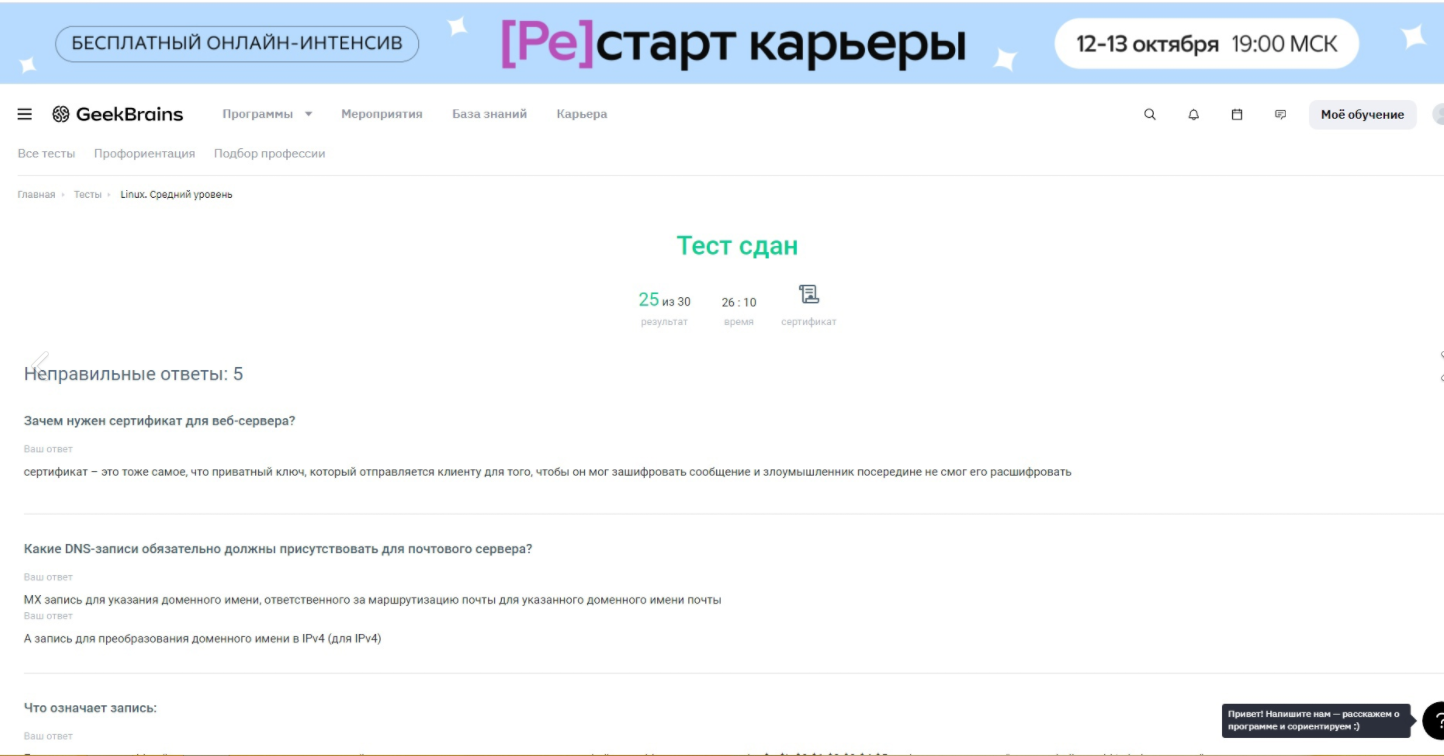 БЕСПЛАТНЫЙ ОНЛАЙН-ИНТЕНСИВ
[Ре]старт карьеры
12-13 октября 19:00 МСК
GeekBrains
Программы
Мероприятия
База знаний
Карьера
Моё обучение
Все тесты
Профориентация
Подбор профессии
Главная
Тесты
Linux. Средний уровень
Тест сдан
25 из 30
26 : 10
результат
время
сертификат
Неправильные ответы: 5
Зачем нужен сертификат для веб-сервера?
Ваш ответ
сертификат – это тоже самое, что приватный ключ, который отправляется клиенту для того, чтобы он мог зашифровать сообщение и злоумышленник посередине не смог его расшифровать
Какие DNS-записи обязательно должны присутствовать для почтового сервера?
Ваш ответ
MX запись для указания доменного имени, ответственного за маршрутизацию почты для указанного доменного имени почты
Ваш ответ
А запись для преобразования доменного имени в IPv4 (для IPv4)
Что означает запись:
Ваш ответ
Привет! Напишите нам — расскажем о
программе и сориентируем :)
?